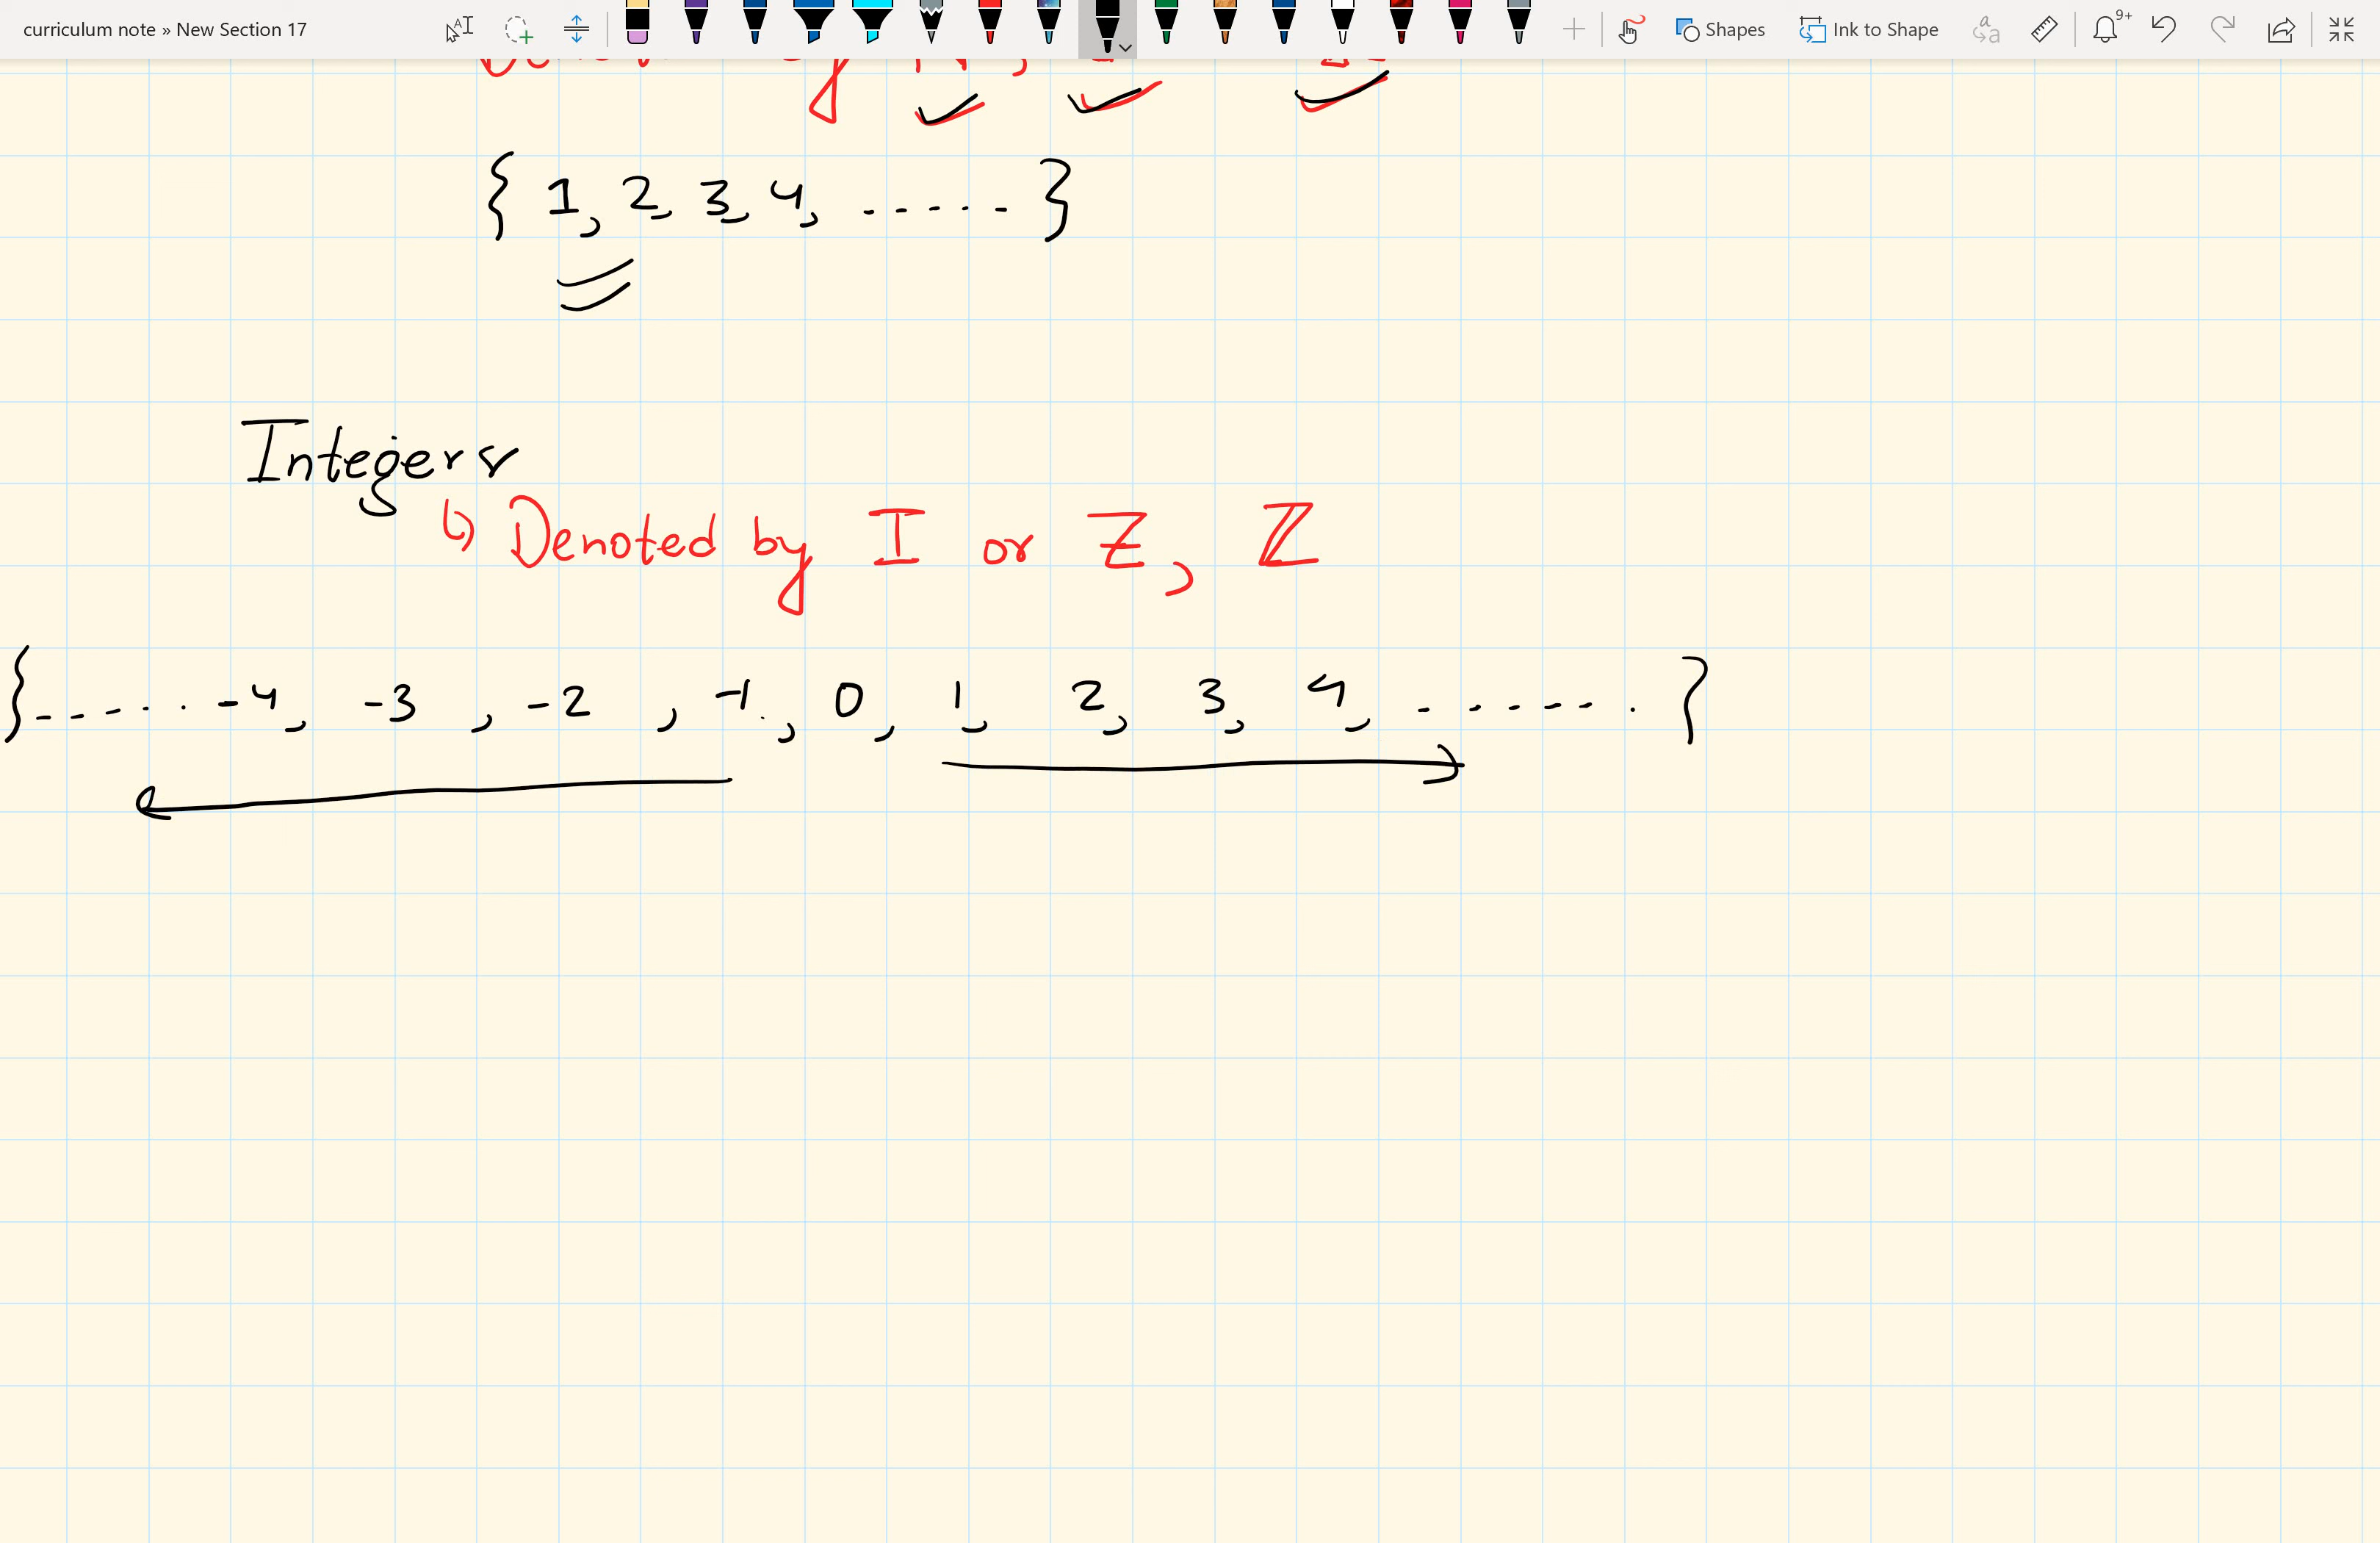 curriculum note » New Section 17
Shapes
Ink to Shape
9+
{ 1, 2, 3, 4, ..... }
Integers
Denoted by I or Z, ℤ
{ ..... -4, -3, -2, -1, 0, 1, 2, 3, 4, ...... }